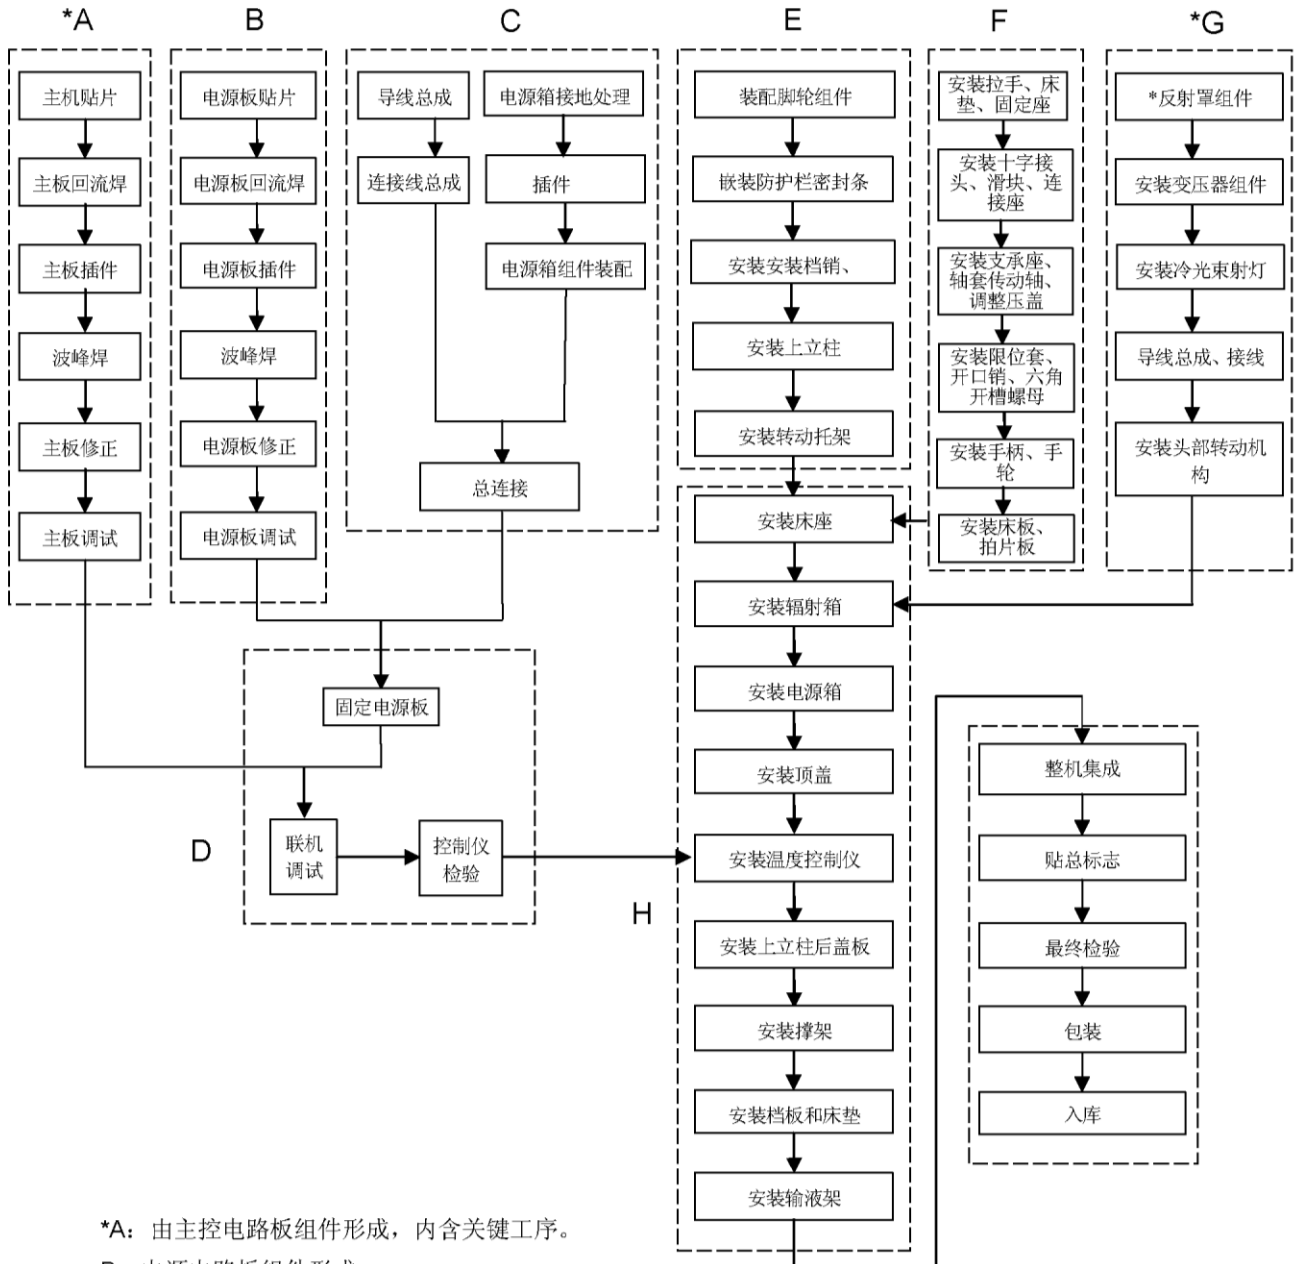 *A
B
C
E
F
*G
主机贴片
主板回流焊
主板插件
波峰焊
主板修正
主板调试
电源板贴片
电源板回流焊
电源板插件
波峰焊
电源板修正
电源板调试
导线总成
连接线总成
电源箱接地处理
插件
电源箱组件装配
总连接
装配脚轮组件
嵌装防护栏密封条
安装安装档销、
安装上立柱
安装转动托架
安装拉手、床
垫、固定座
安装十字接
头、滑块、连
接座
安装支承座、
轴套传动轴、
调整压盖
安装限位套、
开口销、六角
开槽螺母
安装手柄、手
轮
安装床板、
拍片板
*反射罩组件
安装变压器组件
安装冷光束射灯
导线总成、接线
安装头部转动机
构
固定电源板
D
联机
调试
控制仪
检验
H
安装床座
安装辐射箱
安装电源箱
安装顶盖
安装温度控制仪
安装上立柱后盖板
安装撑架
安装档板和床垫
安装输液架
整机集成
贴总标志
最终检验
包装
入库
*A：由主控电路板组件形成，内含关键工序。